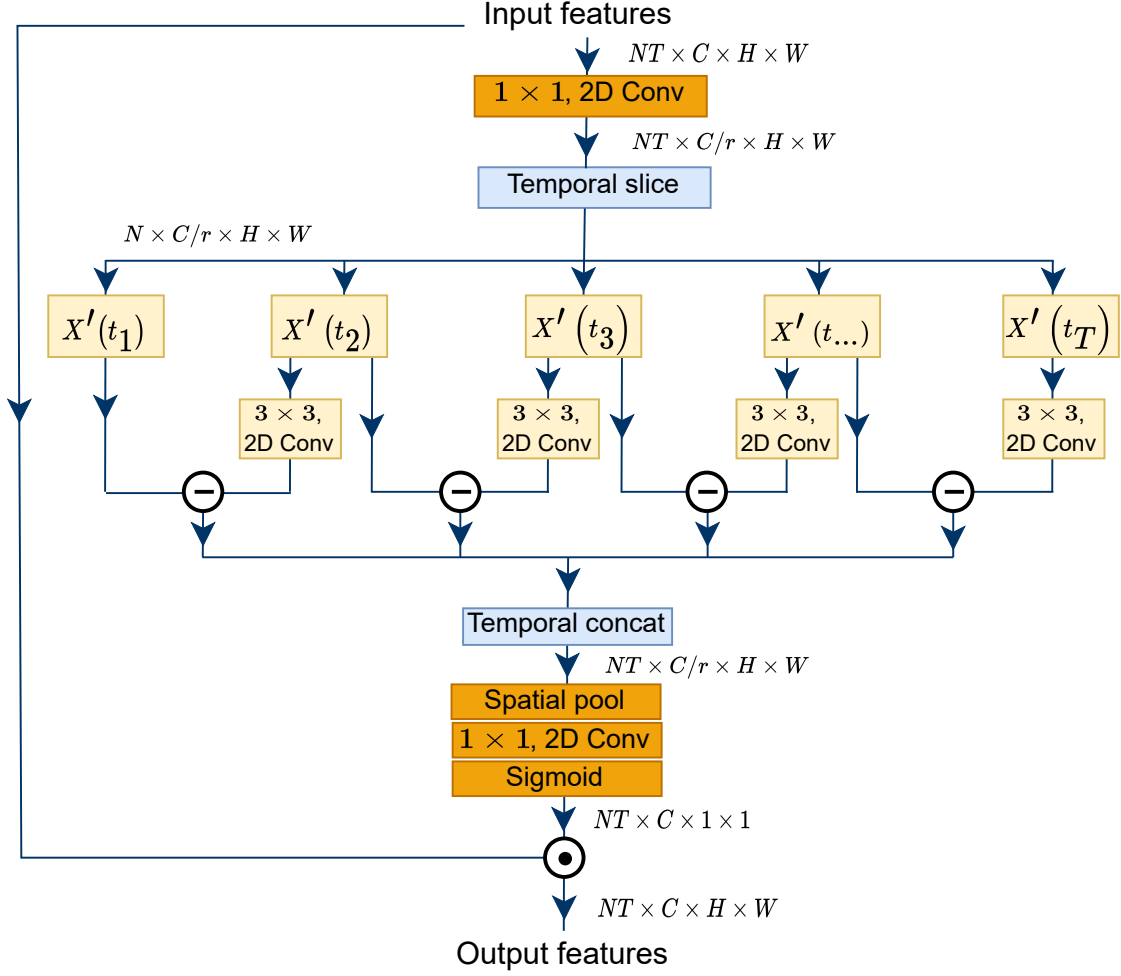 Input features
NT × C × H × W
1 × 1, 2D Conv
NT × C/r × H × W
Temporal slice
N × C/r × H × W
X′(t₁)
X′(t₂)
X′(t₃)
X′(t...)
X′(t_T)
3 × 3,
2D Conv
3 × 3,
2D Conv
3 × 3,
2D Conv
3 × 3,
2D Conv
−
−
−
−
Temporal concat
NT × C/r × H × W
Spatial pool
1 × 1, 2D Conv
Sigmoid
NT × C × 1 × 1
NT × C × H × W
Output features